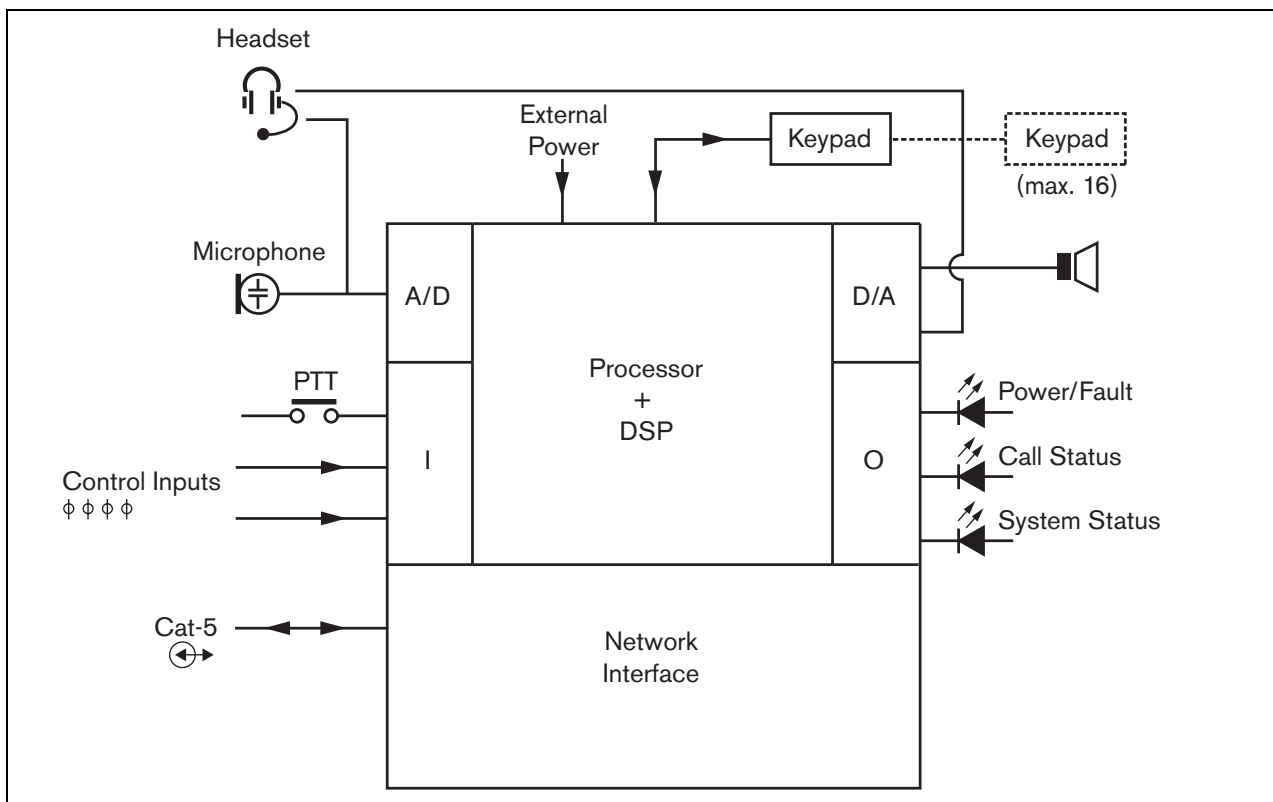 Headset
External
Power
Keypad
Keypad
(max. 16)
Microphone
A/D
D/A
PTT
Processor
+
DSP
Power/Fault
I
O
Call Status
Control Inputs
System Status
Cat-5
Network
Interface